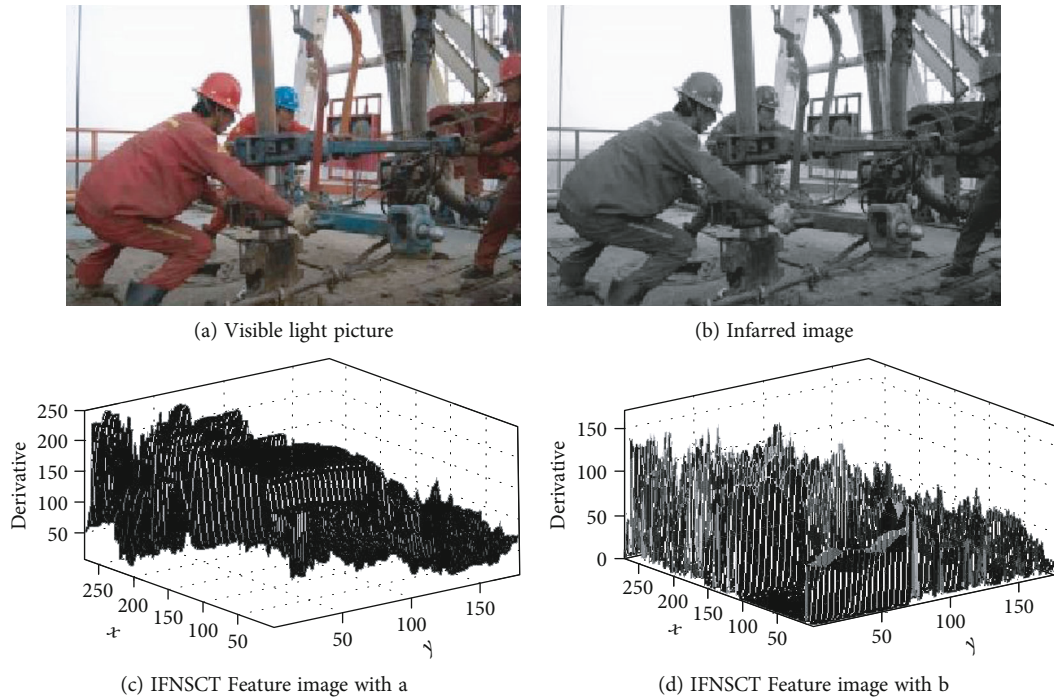 (a) Visible light picture
(b) Infarred image
250
200
150
100
50
Derivative
250
200
150
100
50
x
50
100
150
y
(c) IFNSCT Feature image with a
150
100
50
0
Derivative
250
200
150
100
50
x
50
100
150
y
(d) IFNSCT Feature image with b